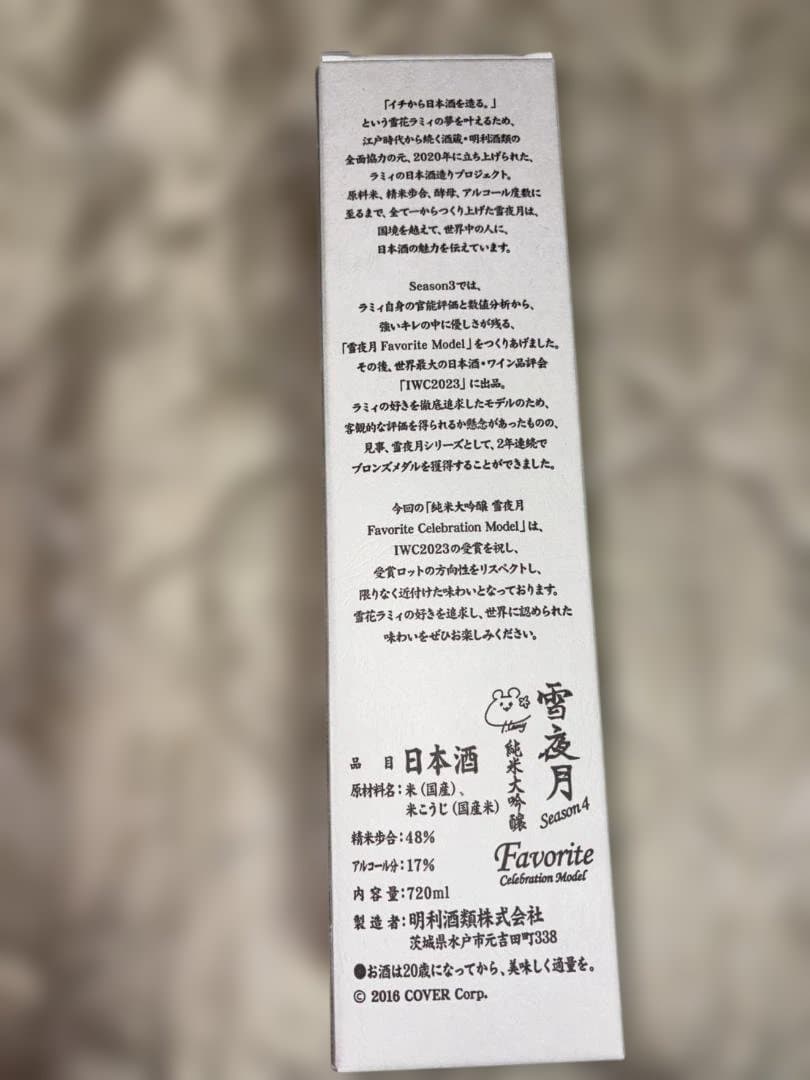 「イチから日本酒を造る。」
という雪花ラミィの夢を叶えるため、
江戸時代から続く酒蔵・明利酒類の
全面協力の元、2020年に立ち上げられた、
ラミィの日本酒造りプロジェクト。
原料米、精米歩合、酵母、アルコール度数に
至るまで、全て一からつくり上げた雪夜月は、
国境を越えて、世界中の人に、
日本酒の魅力を伝えています。
Season3では、
ラミィ自身の官能評価と数値分析から、
強いキレの中に優しさが残る、
「雪夜月 Favorite Model」をつくりあげました。
その後、世界最大の日本酒・ワイン品評会
「IWC2023」に出品。
ラミィの好きを徹底追求したモデルのため、
客観的な評価を得られるか懸念があったものの、
見事、雪夜月シリーズとして、2年連続で
ブロンズメダルを獲得することができました。
今回の「純米大吟醸 雪夜月
Favorite Celebration Model」は、
IWC2023の受賞を祝し、
受賞ロットの方向性をリスペクトし、
限りなく近付けた味わいとなっております。
雪花ラミィの好きを追求し、世界に認められた
味わいをぜひお楽しみください。
雪夜月
純米大吟醸
Season4
Favorite
Celebration Model
品目 日本酒
原材料名:米(国産)、
米こうじ(国産米)
精米歩合:48%
アルコール分:17%
内容量:720ml
製造者:明利酒類株式会社
茨城県水戸市元吉田町338
●お酒は20歳になってから、美味しく適量を。
© 2016 COVER Corp.